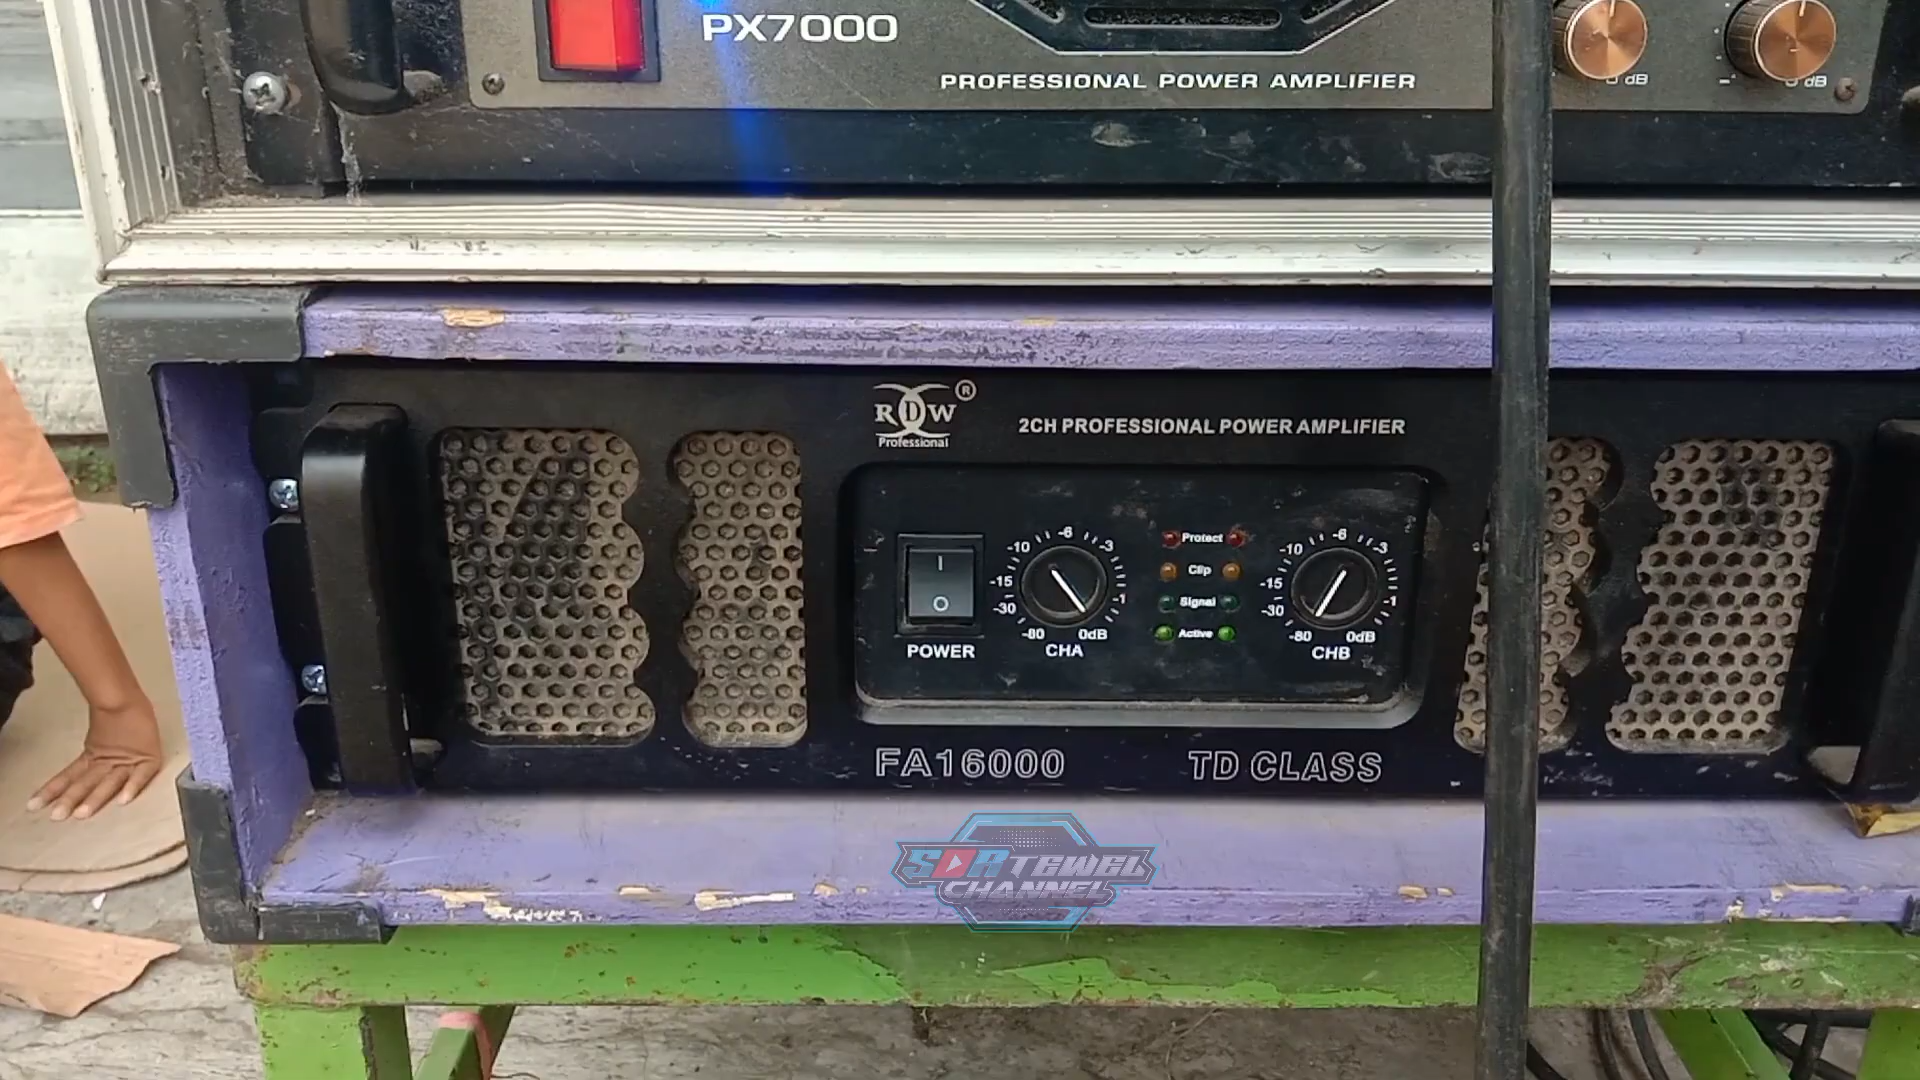 PX7000
PROFESSIONAL POWER AMPLIFIER
0 dB
0 dB
RDW ®
Professional
2CH PROFESSIONAL POWER AMPLIFIER
I
O
POWER
-80 -30 -15 -10 -6 -3 -1 0dB
CHA
Protect
Clip
Signal
Active
-80 -30 -15 -10 -6 -3 -1 0dB
CHB
FA16000
TD CLASS
SDR TEWEL
CHANNEL